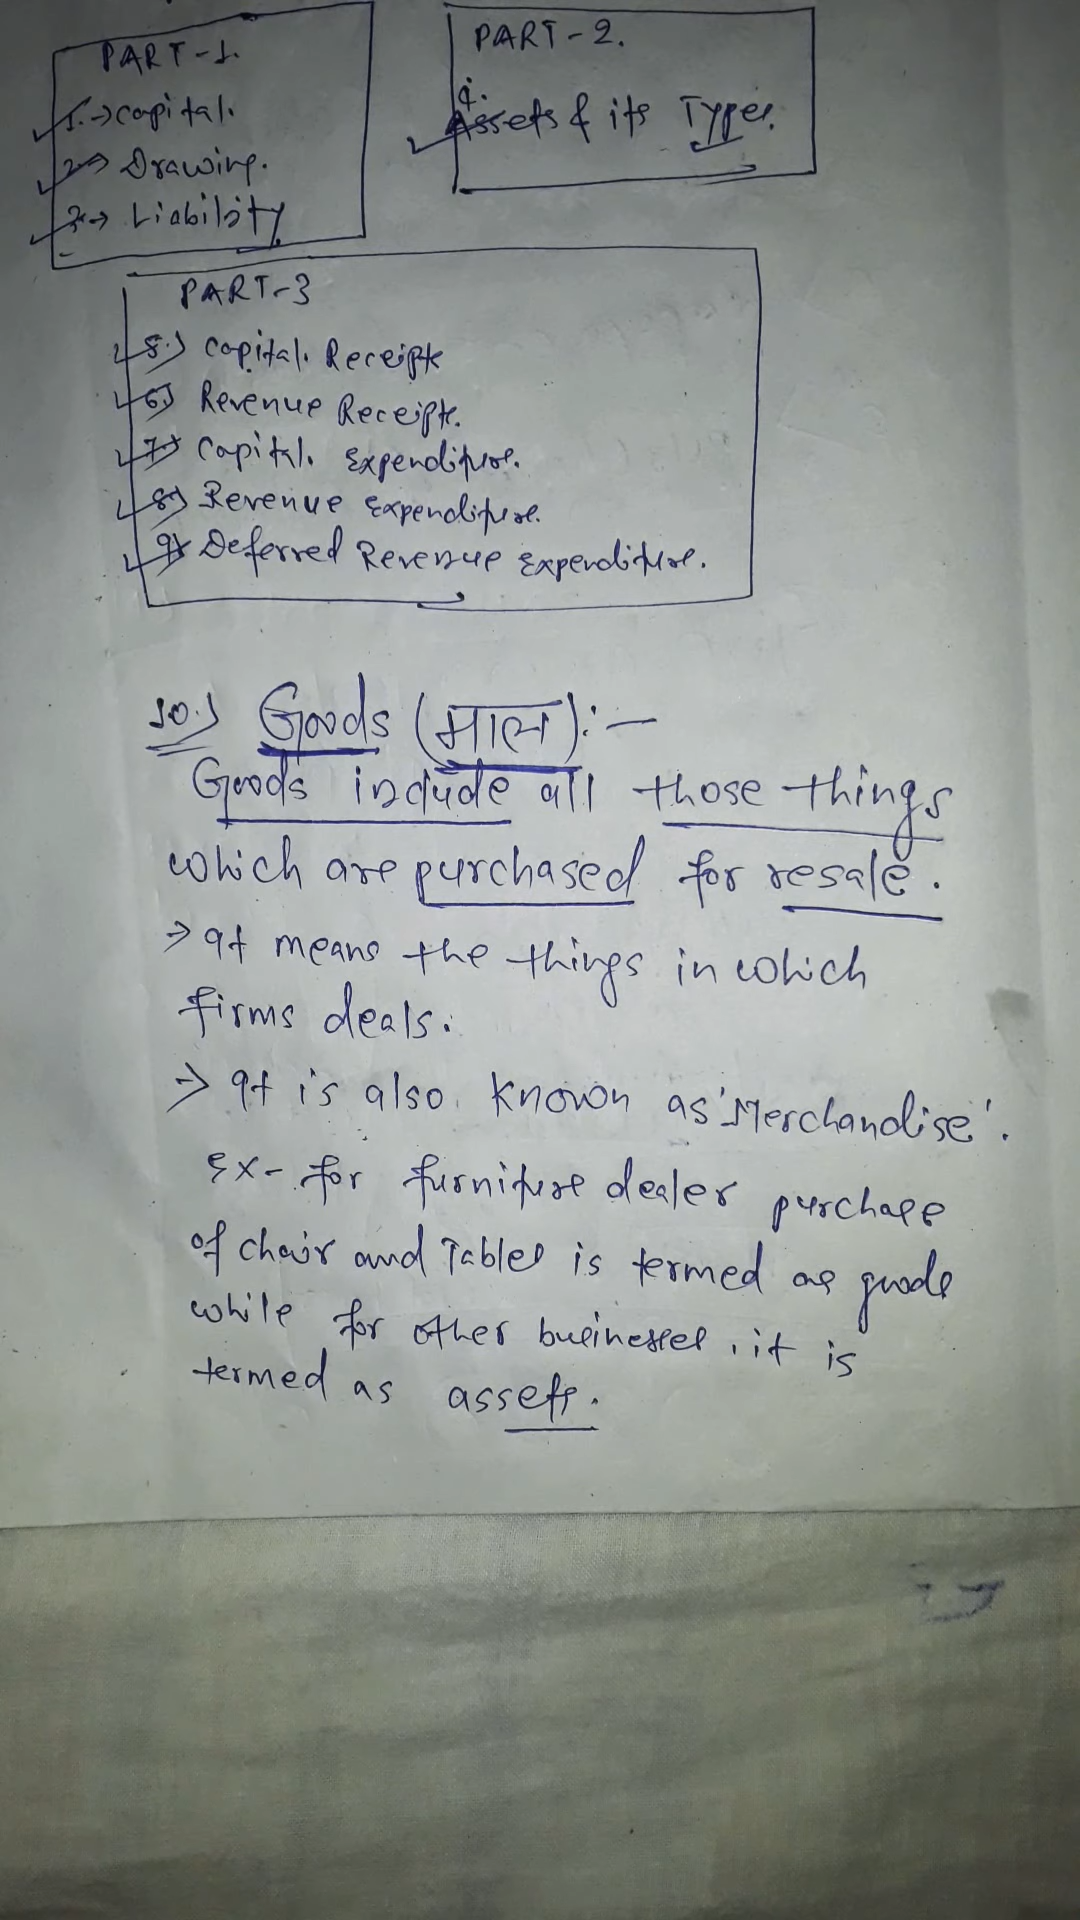 PART-1.
1.→ capital.
2→ Drawing.
3→ Liability
PART-2.
4.
Assets & its Types.
PART-3
5.) Capital Receipts
6) Revenue Receipts.
7) Capital Expenditure.
8) Revenue Expenditure.
9) Deferred Revenue Expenditure.
10.) Goods (माल):-
Goods include all those things
which are purchased for resale.
→ It means the things in which
firms deals.
→ It is also known as 'Merchandise'.
Ex- for furniture dealer purchase
of chair and Tables is termed as goods
while for other businesses, it is
termed as assets.